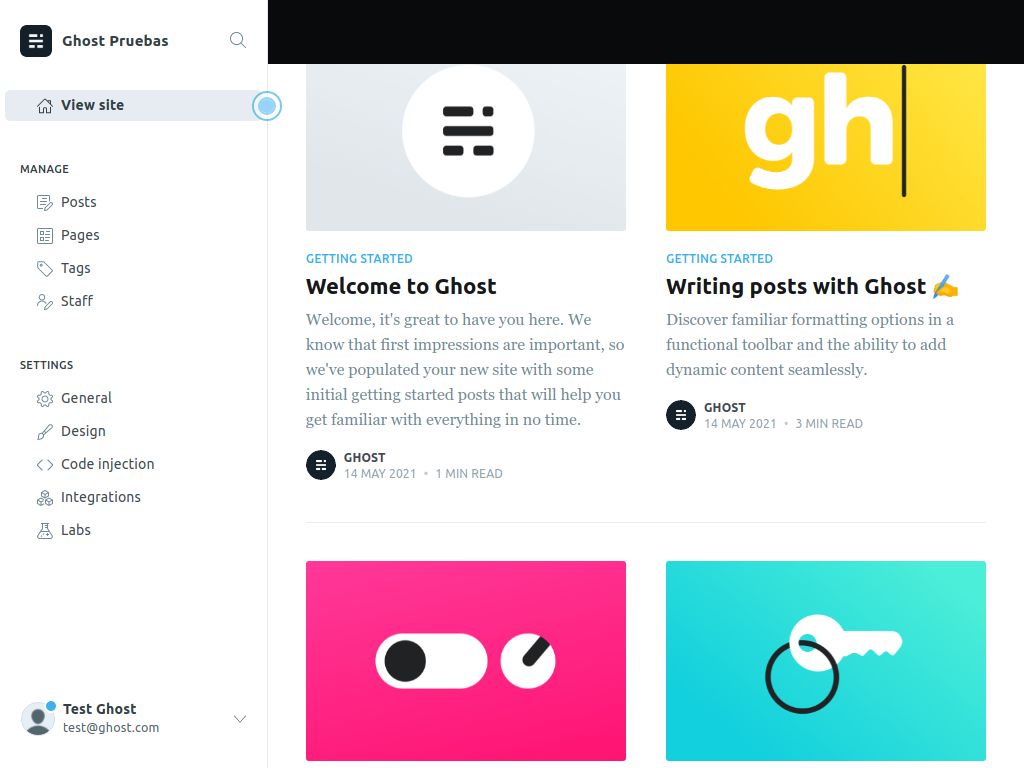 Ghost Pruebas
View site
MANAGE
Posts
Pages
Tags
Staff
SETTINGS
General
Design
Code injection
Integrations
Labs
Test Ghost
test@ghost.com
GETTING STARTED
Welcome to Ghost
Welcome, it's great to have you here. We
know that first impressions are important, so
we've populated your new site with some
initial getting started posts that will help you
get familiar with everything in no time.
GHOST
14 MAY 2021 • 1 MIN READ
gh
GETTING STARTED
Writing posts with Ghost ✍️
Discover familiar formatting options in a
functional toolbar and the ability to add
dynamic content seamlessly.
GHOST
14 MAY 2021 • 3 MIN READ